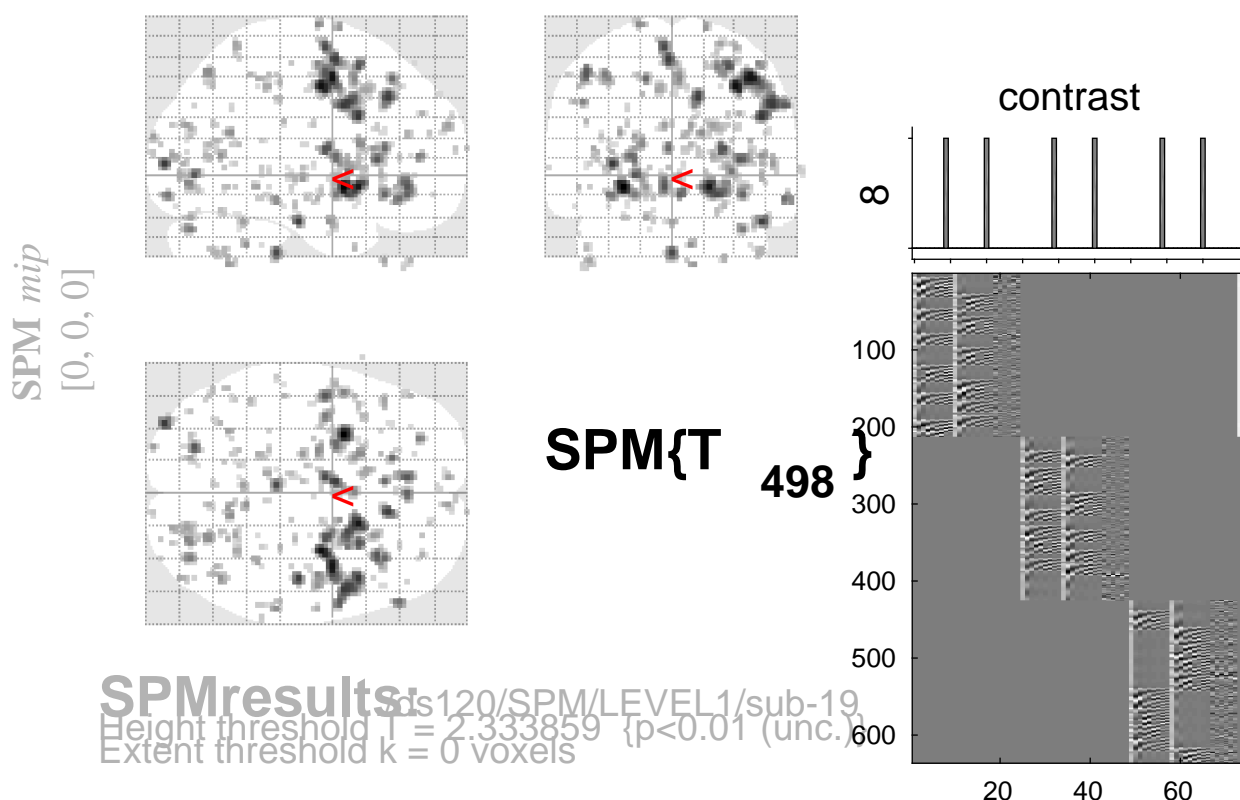 SPM mip
[0, 0, 0]
<
<
<
SPM{T 498 }
contrast
8
100
200
300
400
500
600
20 40 60
SPMresults: /ds120/SPM/LEVEL1/sub-19
Height threshold T = 2.333859 {p<0.01 (unc.)}
Extent threshold k = 0 voxels